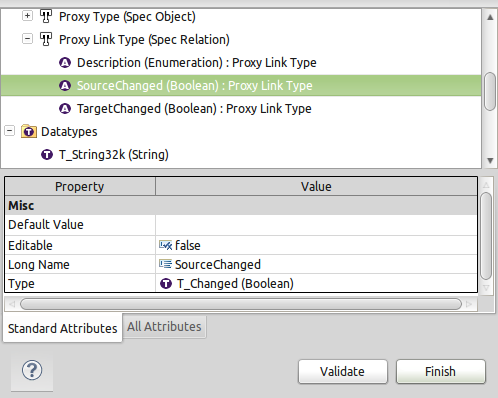 Proxy Type (Spec Object)
Proxy Link Type (Spec Relation)
A Description (Enumeration) : Proxy Link Type
A SourceChanged (Boolean) : Proxy Link Type
A TargetChanged (Boolean) : Proxy Link Type
T Datatypes
T T_String32k (String)
Property Value
Misc
Default Value
Editable false
Long Name SourceChanged
Type T T_Changed (Boolean)
Standard Attributes All Attributes
? Validate Finish